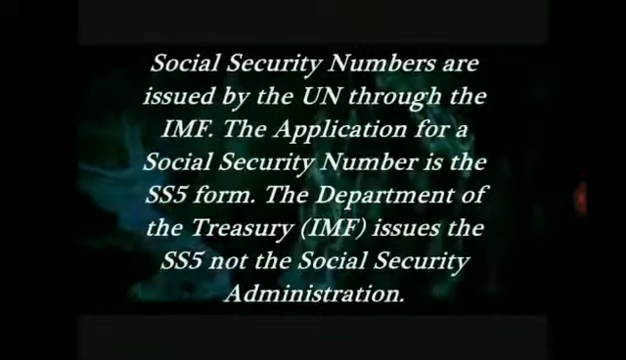 Social Security Numbers are
issued by the UN through the
IMF. The Application for a
Social Security Number is the
SS5 form. The Department of
the Treasury (IMF) issues the
SS5 not the Social Security
Administration.